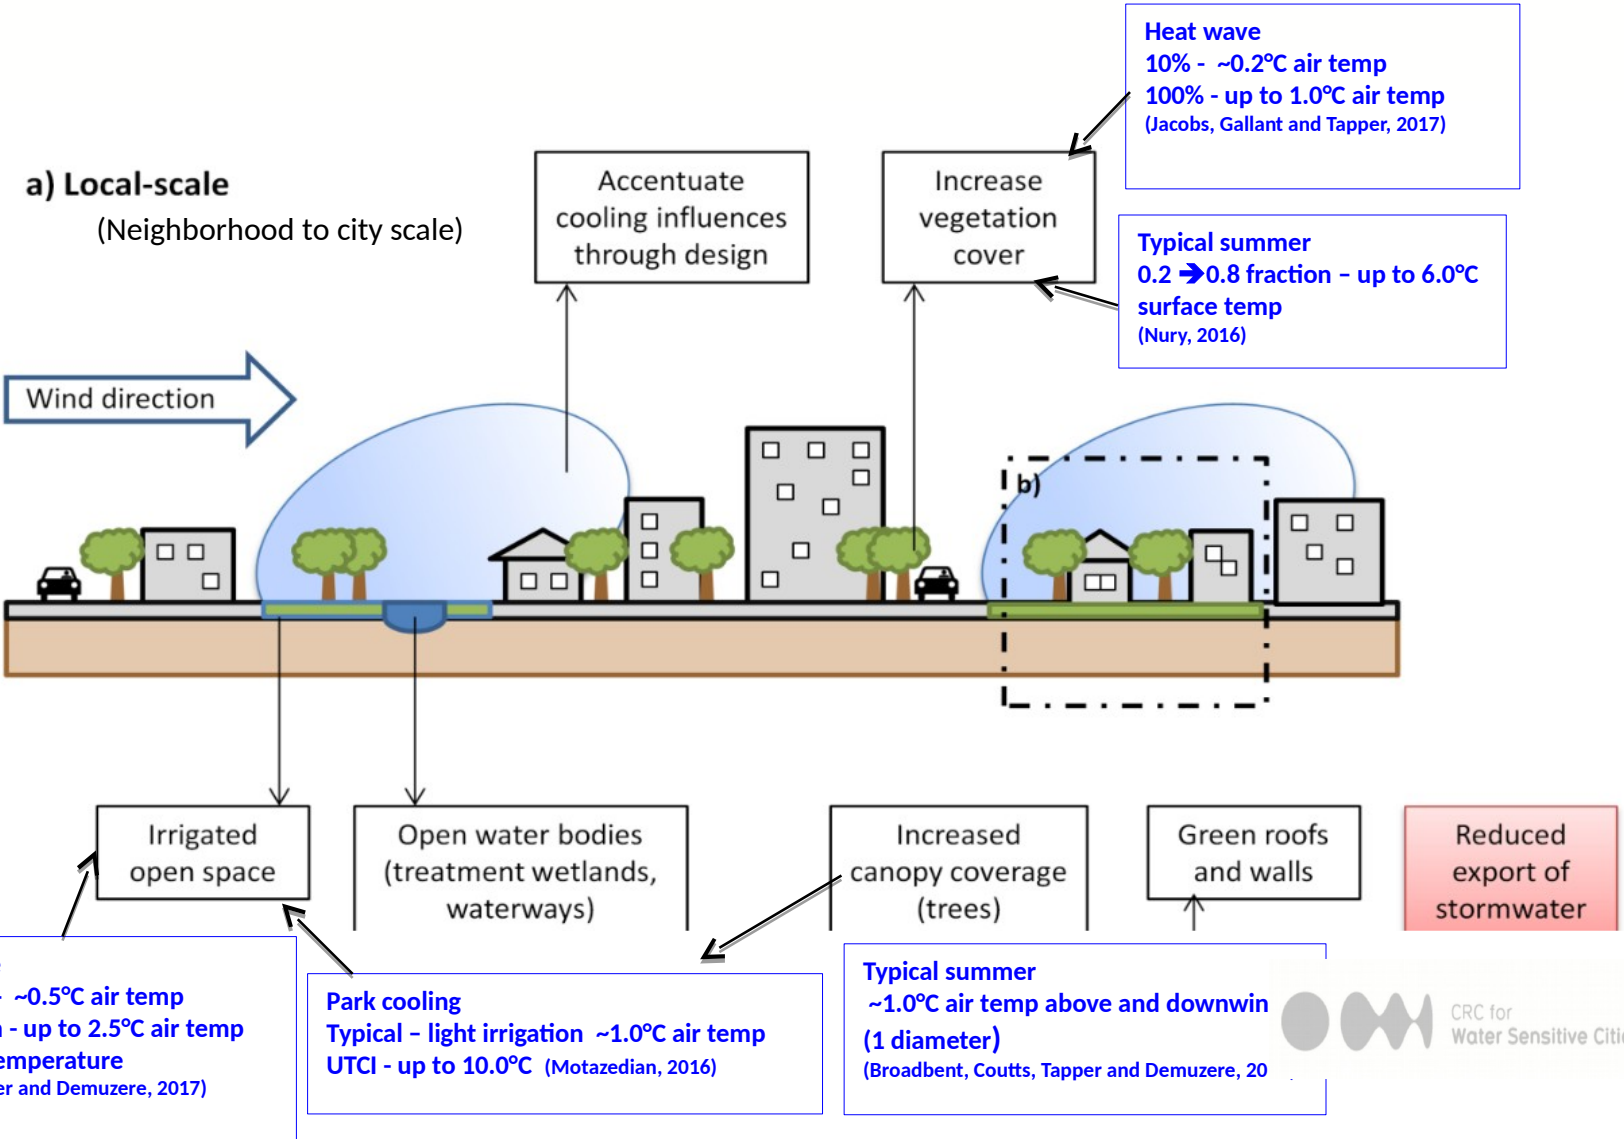 Heat wave
10% - ~0.2°C air temp
100% - up to 1.0°C air temp
(Jacobs, Gallant and Tapper, 2017)
a) Local-scale
(Neighborhood to city scale)
Accentuate
cooling influences
through design
Increase
vegetation
cover
Typical summer
0.2 ➔0.8 fraction – up to 6.0°C
surface temp
(Nury, 2016)
Wind direction
b)
Irrigated
open space
Open water bodies
(treatment wetlands,
waterways)
Increased
canopy coverage
(trees)
Green roofs
and walls
Reduced
export of
stormwater
- ~0.5°C air temp
- up to 2.5°C air temp
and Demuzere, 2017)
Park cooling
Typical – light irrigation ~1.0°C air temp
UTCI - up to 10.0°C (Motazedian, 2016)
Typical summer
~1.0°C air temp above and downwin
(1 diameter)
(Broadbent, Coutts, Tapper and Demuzere, 20
CRC for
Water Sensitive Citi